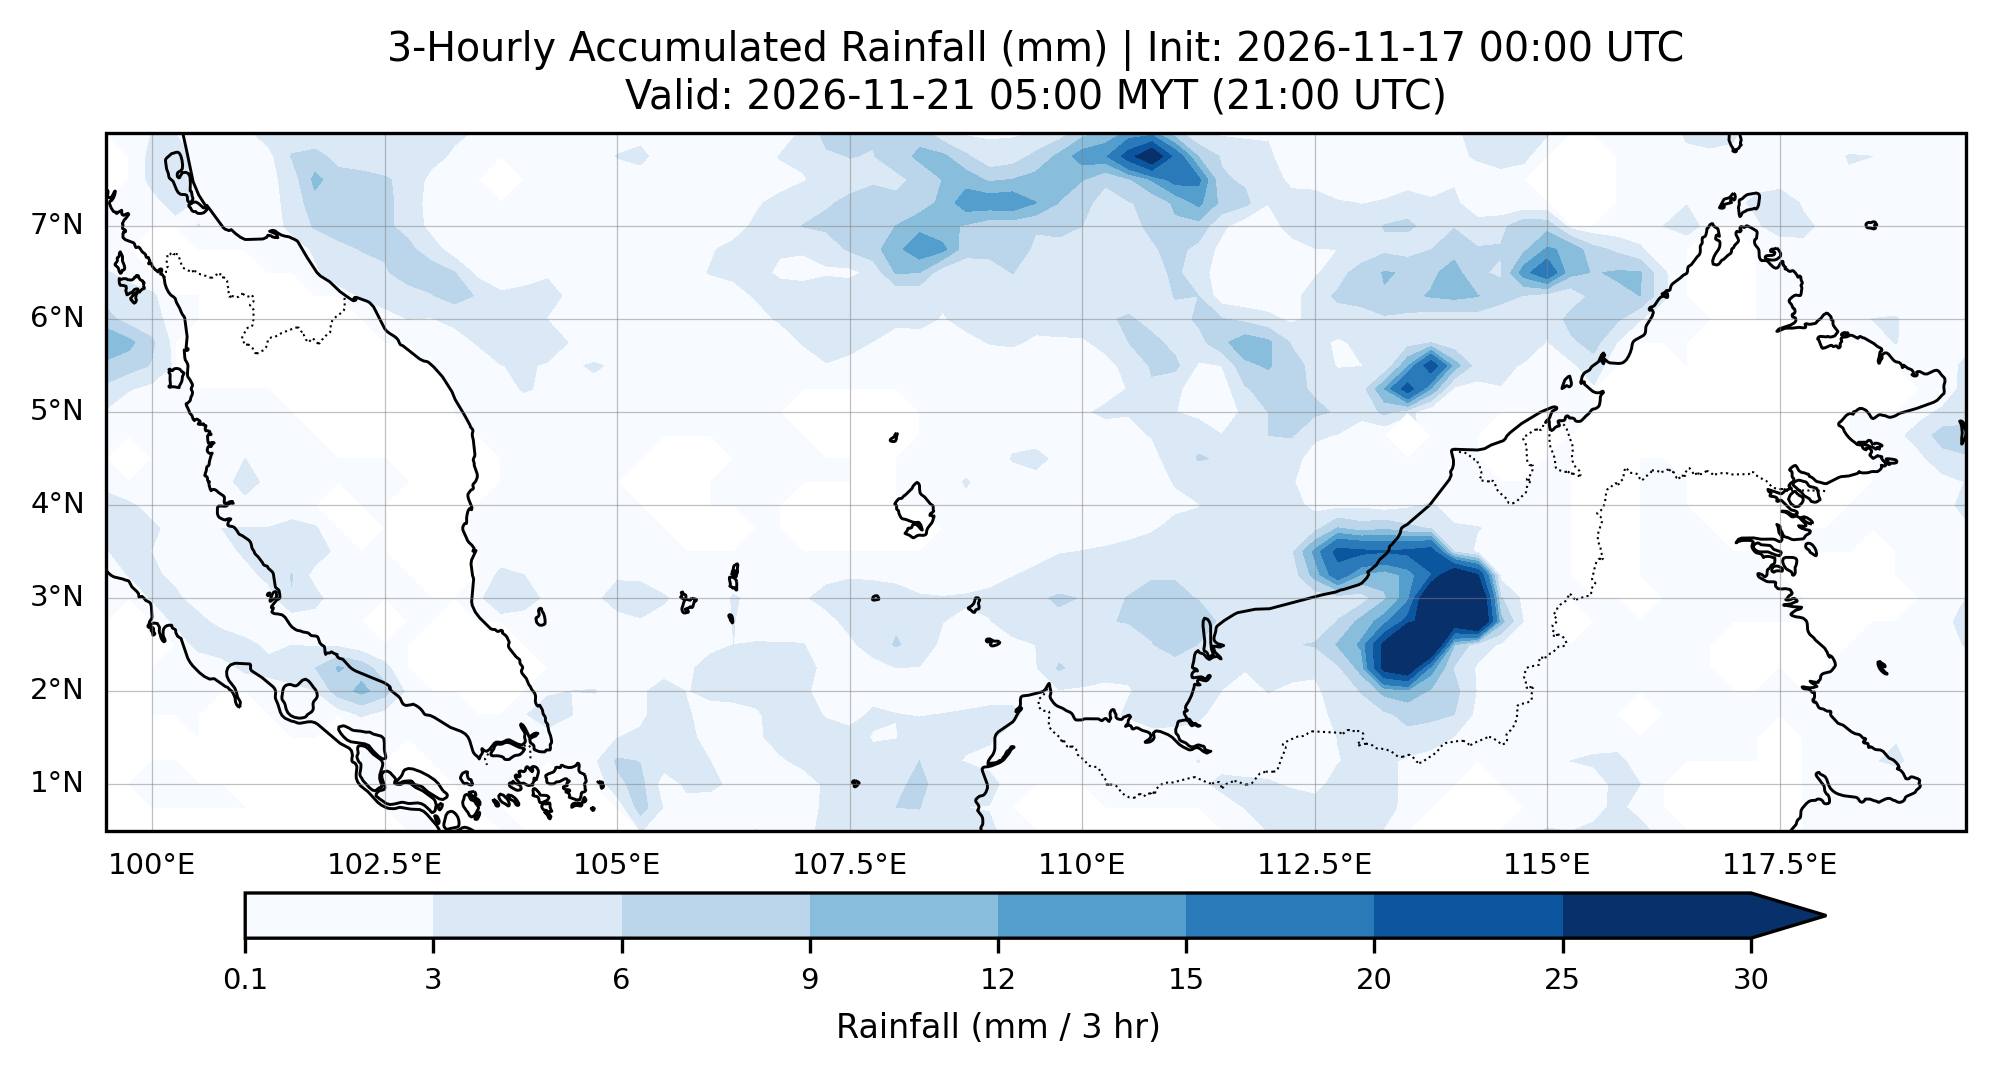 3-Hourly Accumulated Rainfall (mm) | Init: 2026-11-17 00:00 UTC
Valid: 2026-11-21 05:00 MYT (21:00 UTC)
7°N
6°N
5°N
4°N
3°N
2°N
1°N
100°E 102.5°E 105°E 107.5°E 110°E 112.5°E 115°E 117.5°E
0.1 3 6 9 12 15 20 25 30
Rainfall (mm / 3 hr)